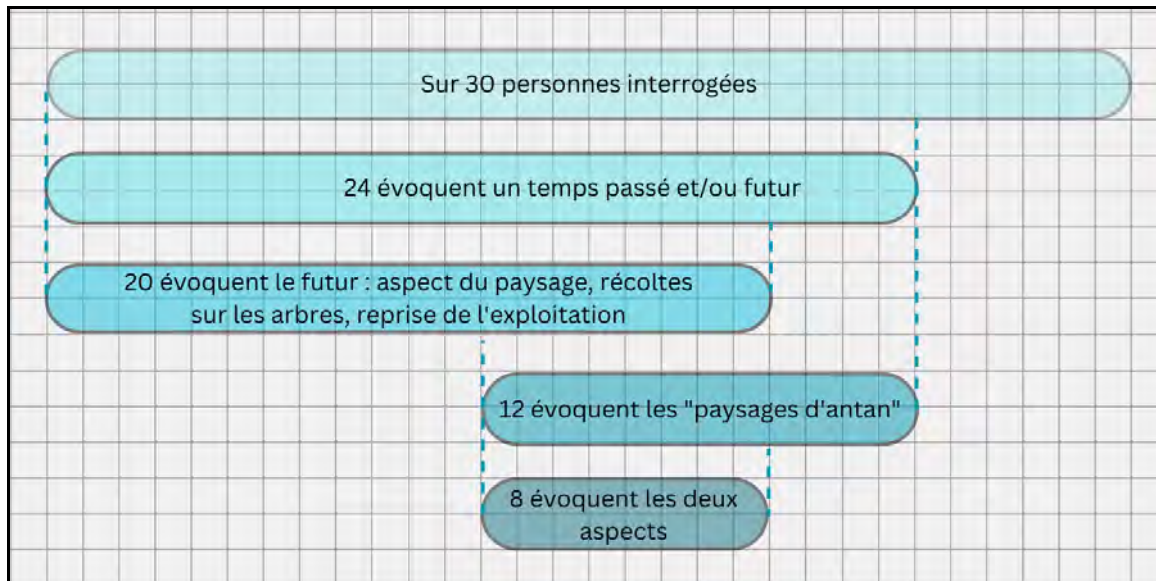 Sur 30 personnes interrogées
24 évoquent un temps passé et/ou futur
20 évoquent le futur : aspect du paysage, récoltes
sur les arbres, reprise de l'exploitation
12 évoquent les "paysages d'antan"
8 évoquent les deux
aspects